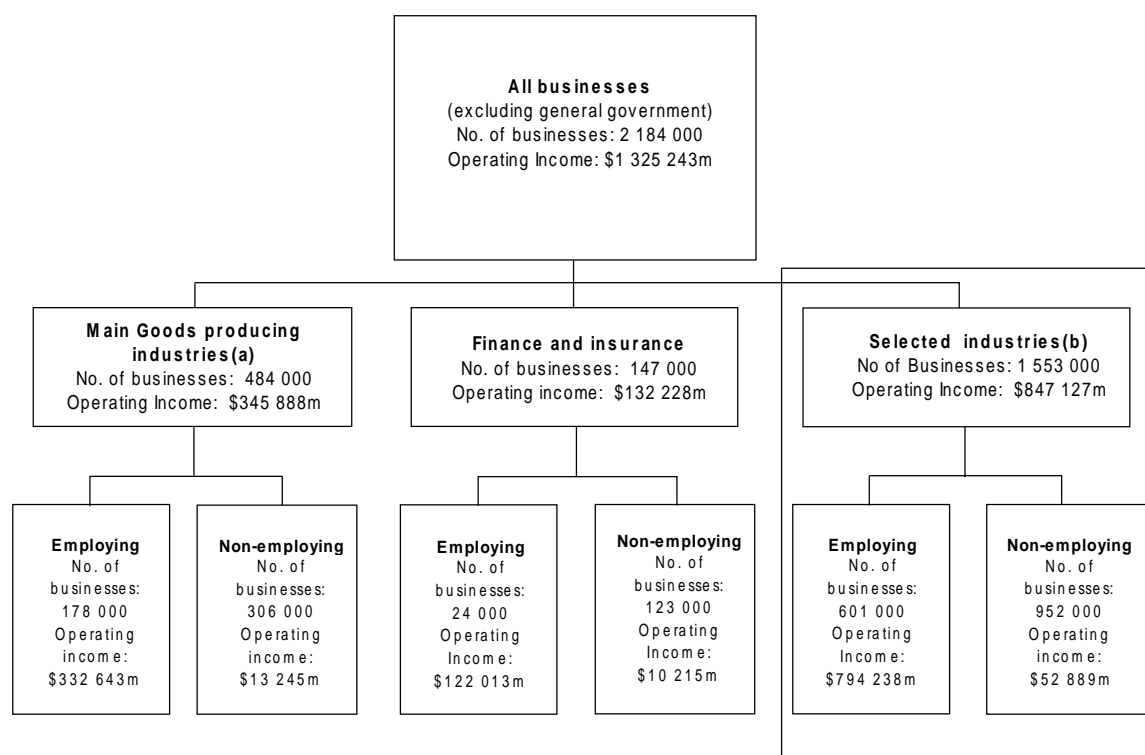 All businesses
(excluding general government)
No. of businesses: 2 184 000
Operating Income: $1 325 243m
Main Goods producing
industries(a)
No. of businesses: 484 000
Operating Income: $345 888m
Finance and insurance
No. of businesses: 147 000
Operating income: $132 228m
Selected industries(b)
No of Businesses: 1 553 000
Operating Income: $847 127m
Employing
No. of
businesses:
178 000
Operating
income:
$332 643m
Non-employing
No. of
businesses:
306 000
Operating
income:
$13 245m
Employing
No. of
businesses:
24 000
Operating
Income:
$122 013m
Non-employing
No. of
businesses:
123 000
Operating
Income:
$10 215m
Employing
No. of
businesses:
601 000
Operating
Income:
$794 238m
Non-employing
No. of
businesses:
952 000
Operating
Income:
$52 889m